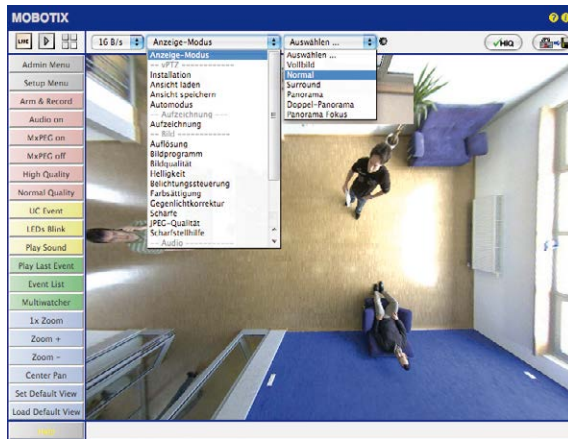 MOBOTIX
LIVE
16 B/s Anzeige-Modus Auswählen ... HQ
Admin Menu
Setup Menu
Arm & Record
Audio on
MxPEG on
MxPEG off
High Quality
Normal Quality
UC Event
LEDs Blink
Play Sound
Play Last Event
Event List
Multiwatcher
1x Zoom
Zoom +
Zoom –
Center Pan
Set Default View
Load Default View
Anzeige-Modus
-- vPTZ ------------
Installation
Ansicht laden
Ansicht speichern
Automodus
-- Aufzeichnung ----
Aufzeichnung
-- Bild ------------
Auflösung
Bildprogramm
Bildqualität
Helligkeit
Belichtungssteuerung
Farbsättigung
Gegenlichtkorrektur
Schärfe
JPEG-Qualität
Scharfstellhilfe
-- Audio -----------
Auswählen ...
Vollbild
Normal
Surround
Panorama
Doppel-Panorama
Panorama Fokus